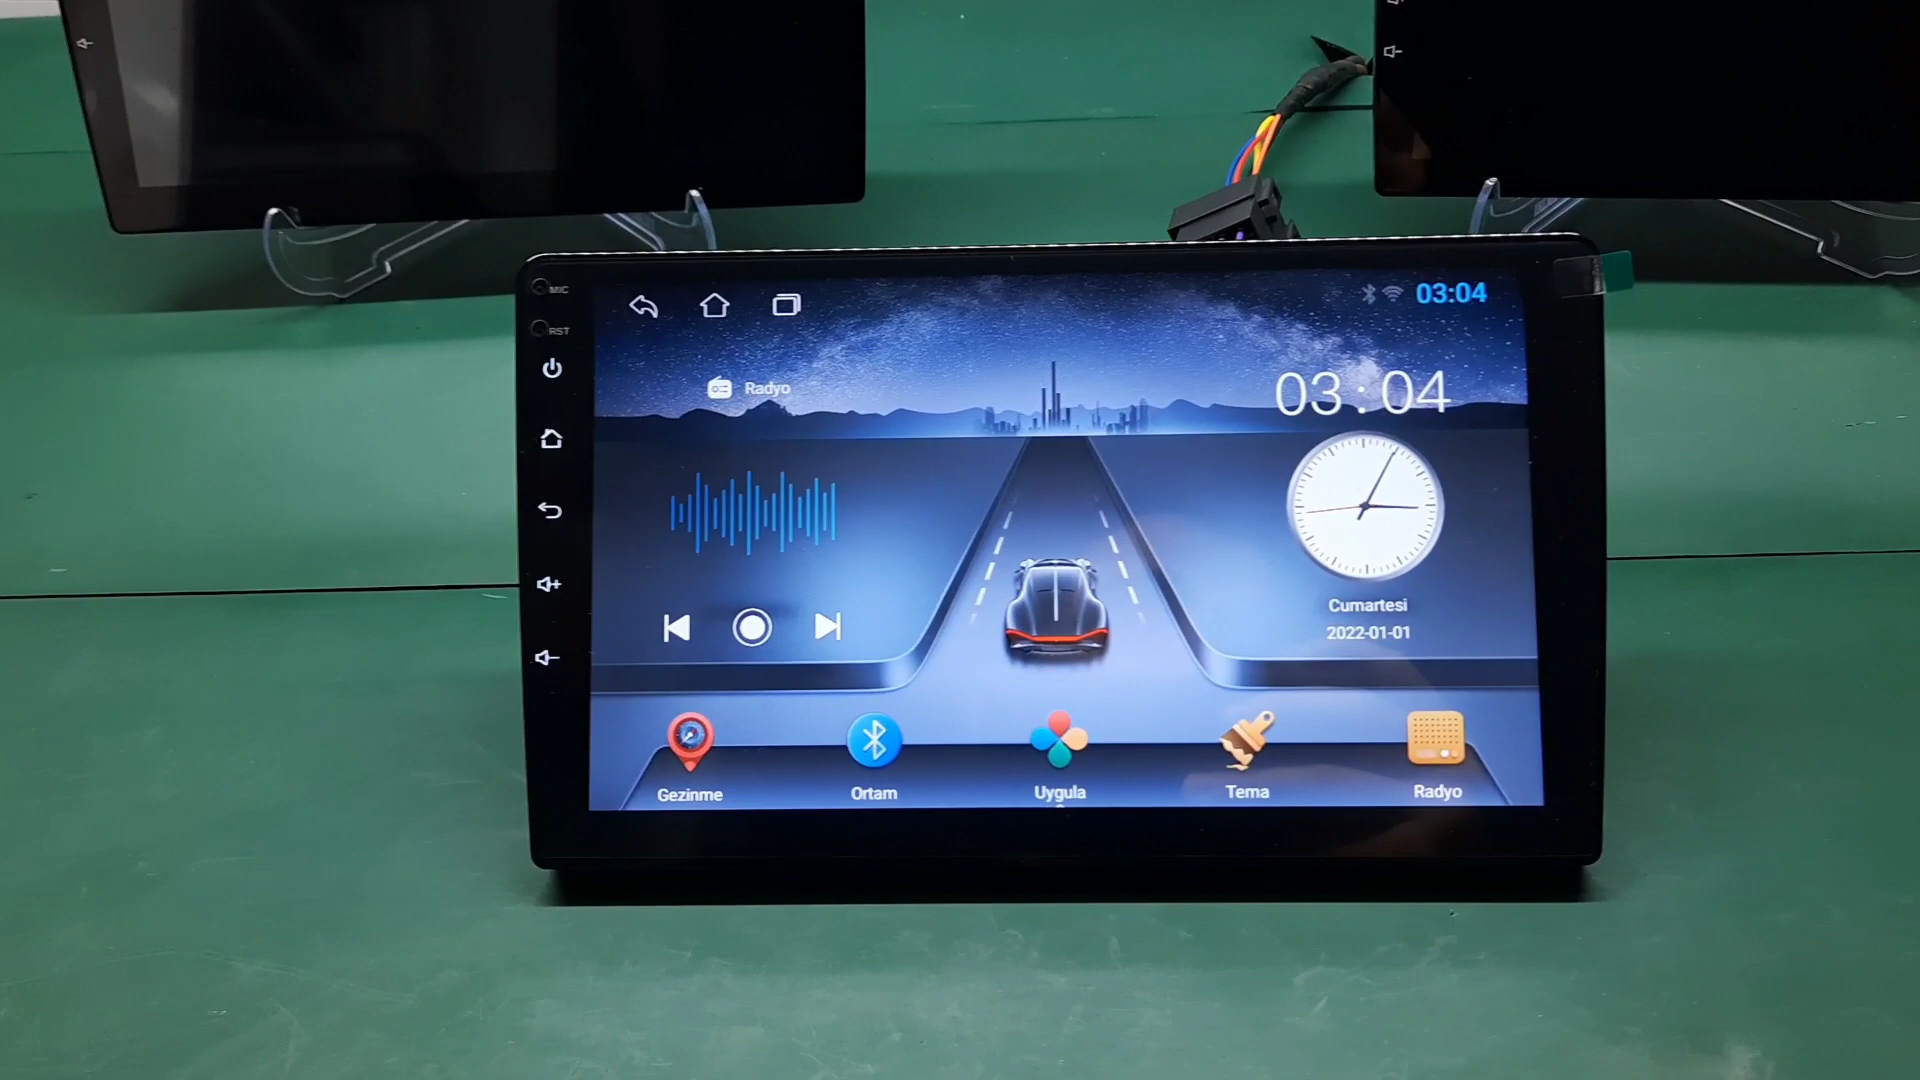 MIC
RST
03:04
Radyo
03:04
Cumartesi
2022-01-01
Gezinme
Ortam
Uygula
Tema
Radyo